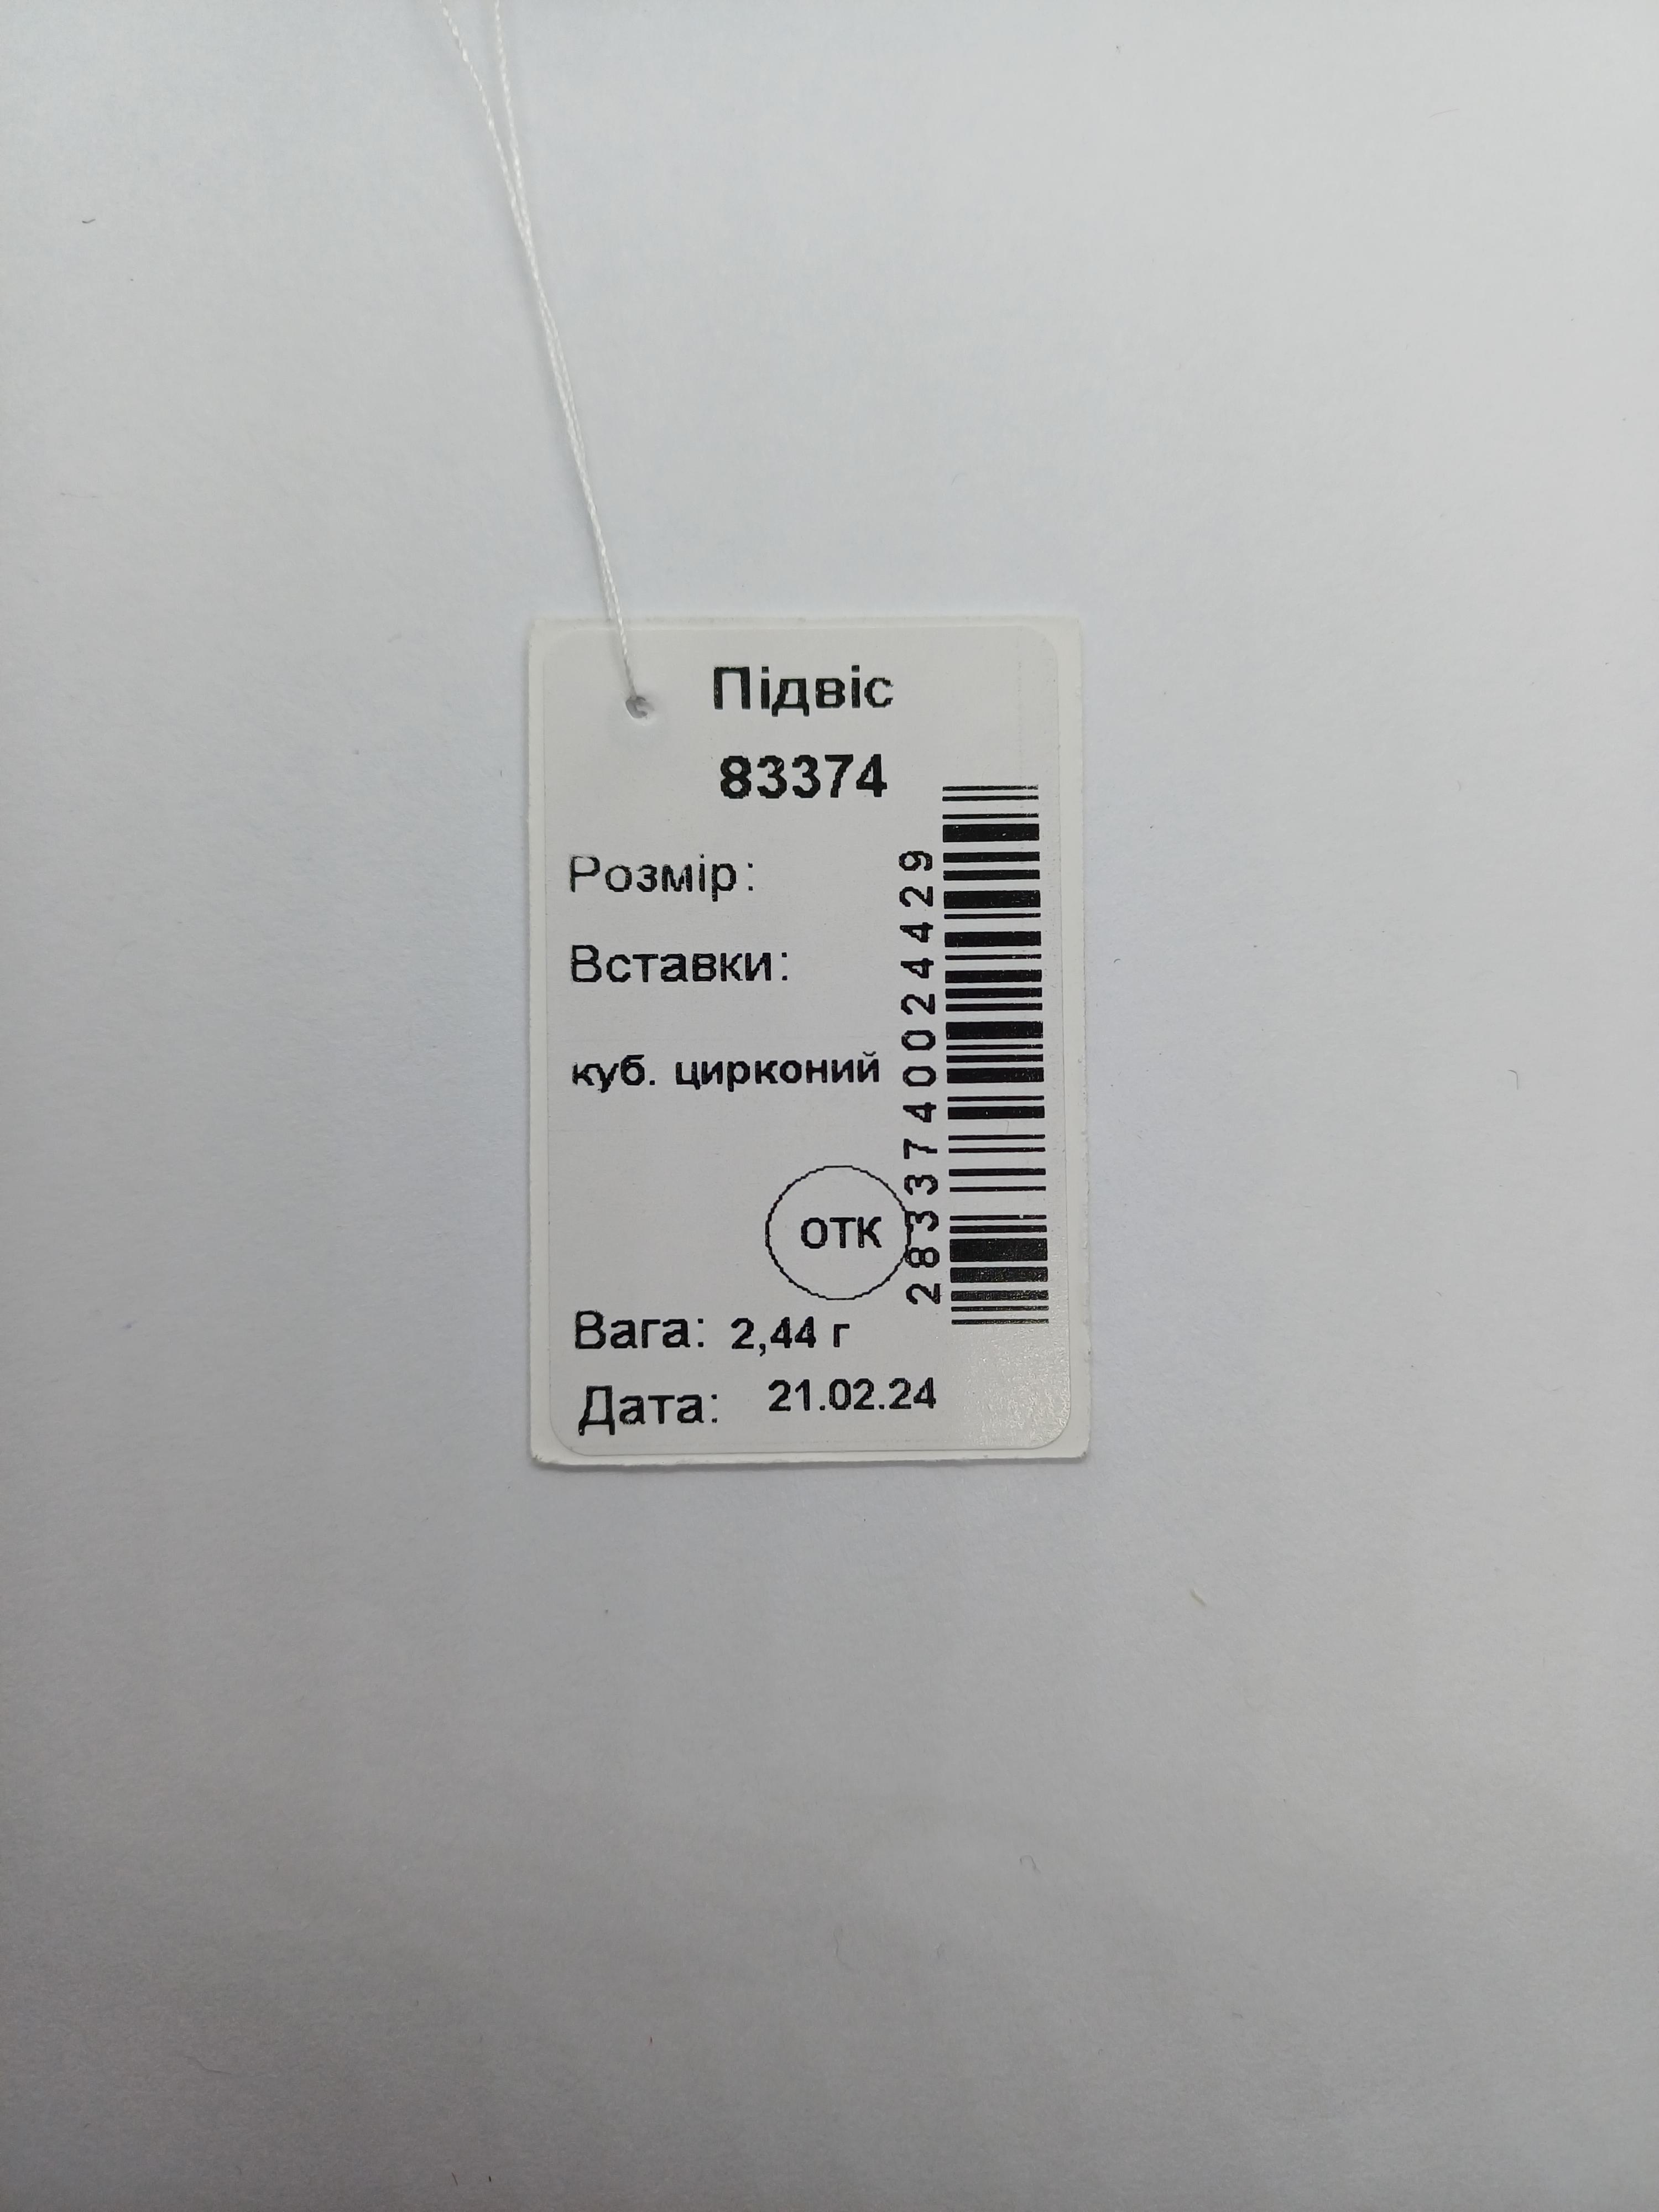 Підвіс
83374
Розмір:
Вставки:
куб. цирконий
ОТК
Вага: 2,44 г
Дата: 21.02.24
2833740024429